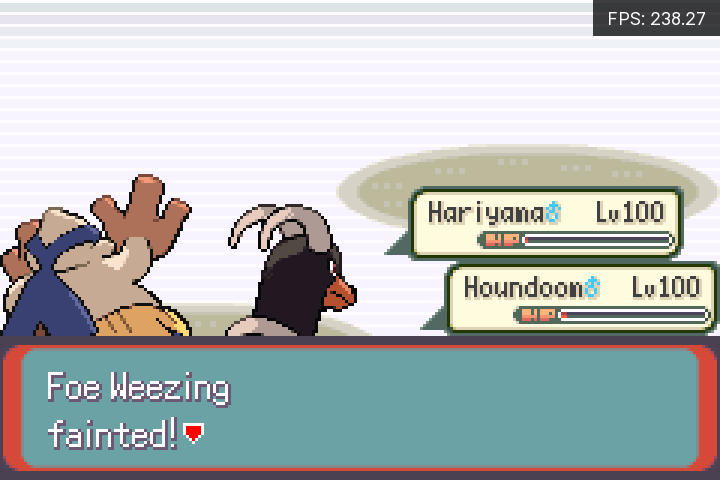 FPS: 238.27
Hariyama♂ Lv100
HP
Houndoom♂ Lv100
HP
Foe Weezing
fainted!